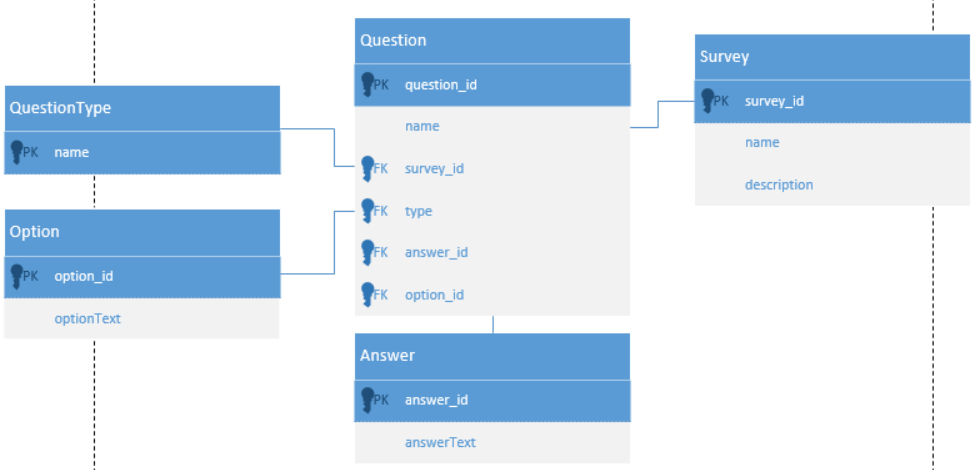 QuestionType
PK name
Option
PK option_id
optionText
Question
PK question_id
name
FK survey_id
FK type
FK answer_id
FK option_id
Answer
PK answer_id
answerText
Survey
PK survey_id
name
description